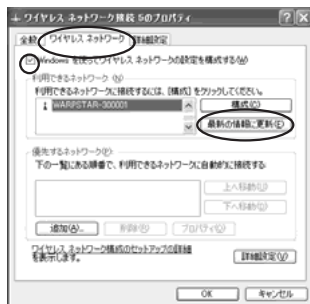 ワイヤレス ネットワーク接続 5のプロパティ
全般 ワイヤレス ネットワーク 詳細設定
Windows を使ってワイヤレス ネットワークの設定を構成する(W)
利用できるネットワーク(N)
利用できるネットワークに接続するには、[構成]をクリックしてください。
WARPSTAR-300001
構成(C)
最新の情報に更新(E)
優先するネットワーク(P):
下の一覧にある順番で、利用できるネットワークに自動的に接続する
上へ移動(U)
下へ移動(D)
追加(A)... 削除(R) プロパティ(O)
ワイヤレス ネットワーク構成のセットアップの詳細
を表示します。
詳細設定(V)
OK キャンセル